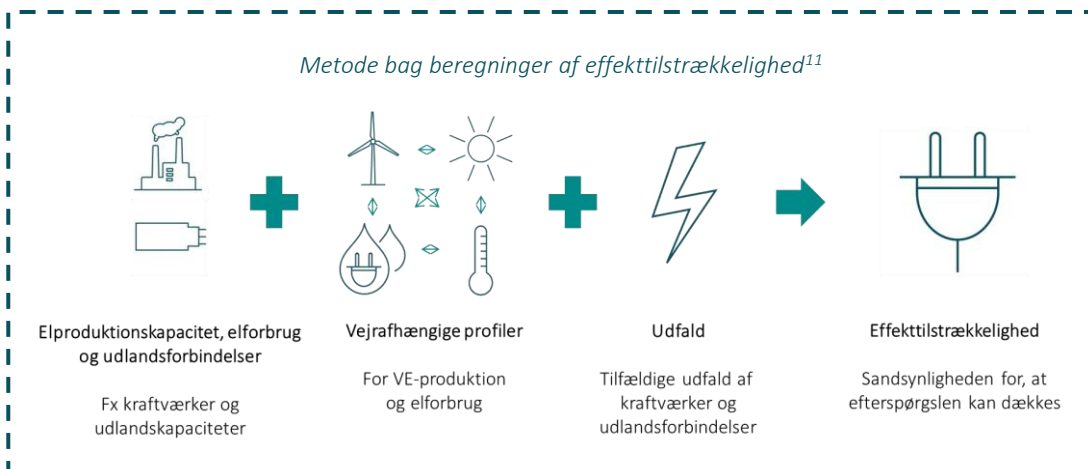 Metode bag beregninger af effekttilstrækkelighed11
Elproduktionskapacitet, elforbrug
og udlandsforbindelser
Fx kraftværker og
udlandskapaciteter
Vejrafhængige profiler
For VE-produktion
og elforbrug
Udfald
Tilfældige udfald af
kraftværker og
udlandsforbindelser
Effekttilstrækkelighed
Sandsynligheden for, at
efterspørgslen kan dækkes